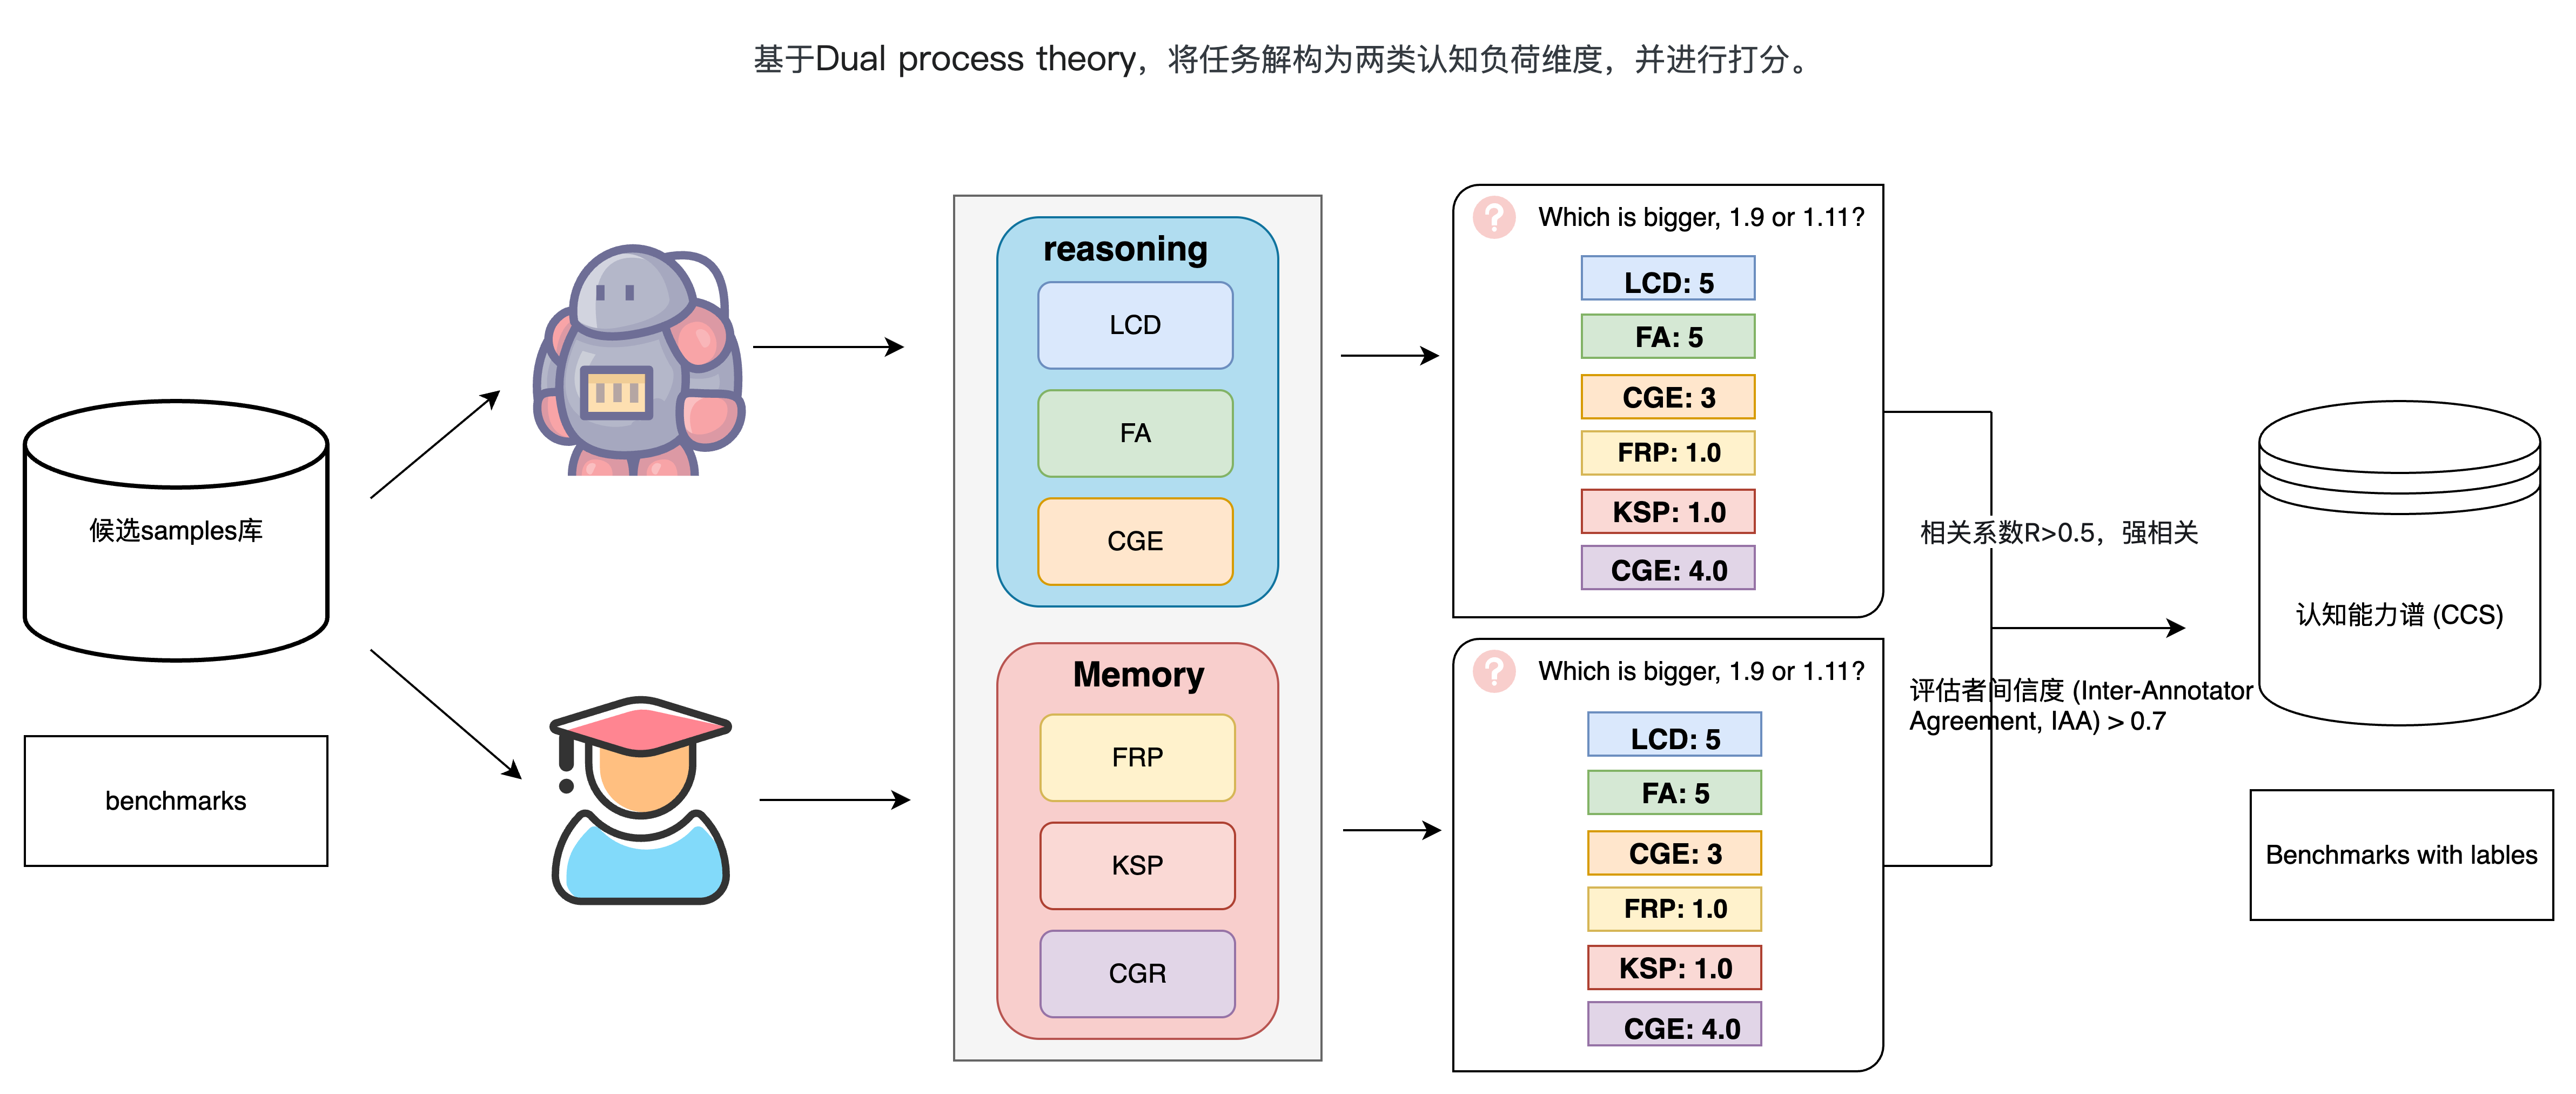 基于Dual process theory，将任务解构为两类认知负荷维度，并进行打分。
候选samples库
benchmarks
reasoning
LCD
FA
CGE
Memory
FRP
KSP
CGR
Which is bigger, 1.9 or 1.11?
LCD: 5
FA: 5
CGE: 3
FRP: 1.0
KSP: 1.0
CGE: 4.0
Which is bigger, 1.9 or 1.11?
LCD: 5
FA: 5
CGE: 3
FRP: 1.0
KSP: 1.0
CGE: 4.0
相关系数R>0.5，强相关
评估者间信度 (Inter-Annotator
Agreement, IAA) > 0.7
认知能力谱 (CCS)
Benchmarks with lables